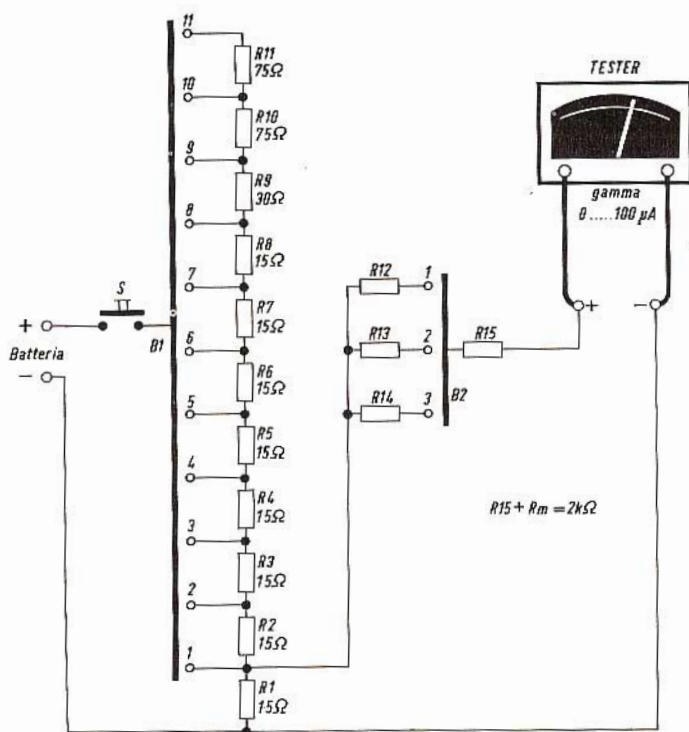 11
R11
75Ω
10
R10
75Ω
9
R9
30Ω
8
R8
15Ω
7
R7
15Ω
6
R6
15Ω
5
R5
15Ω
4
R4
15Ω
3
R3
15Ω
2
R2
15Ω
1
R1
15Ω
S
+
Batteria
−
B1
R12
1
R13
2
R14
3
B2
R15
TESTER
gamma
0.....100 µA
+
−
R15 + Rm = 2kΩ